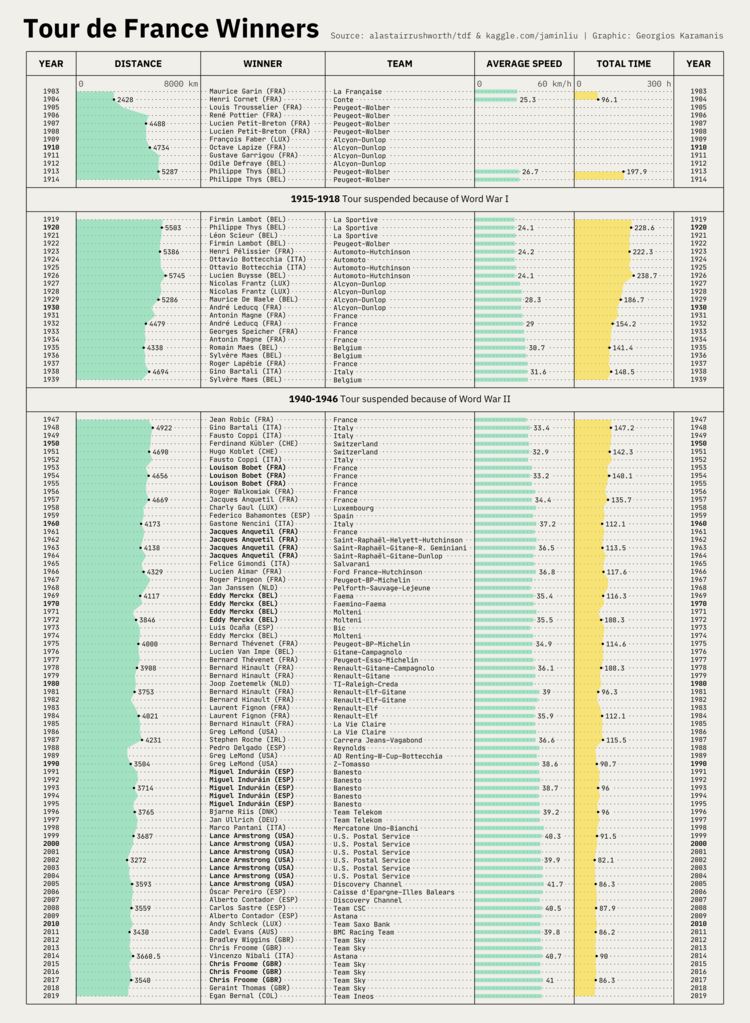 Tour de France Winners
Source: alastairrushworth/tdf & kaggle.com/jaminliu | Graphic: Georgios Karamanis
YEAR DISTANCE WINNER TEAM AVERAGE SPEED TOTAL TIME YEAR
0 8000 km 0 60 km/h 0 300 h
1903 Maurice Garin (FRA) La Française 1903
1904 2428 Henri Cornet (FRA) Conte 25.3 96.1 1904
1905 Louis Trousselier (FRA) Peugeot-Wolber 1905
1906 René Pottier (FRA) Peugeot-Wolber 1906
1907 4488 Lucien Petit-Breton (FRA) Peugeot-Wolber 1907
1908 Lucien Petit-Breton (FRA) Peugeot-Wolber 1908
1909 François Faber (LUX) Alcyon-Dunlop 1909
1910 4734 Octave Lapize (FRA) Alcyon-Dunlop 1910
1911 Gustave Garrigou (FRA) Alcyon-Dunlop 1911
1912 Odile Defraye (BEL) Alcyon-Dunlop 1912
1913 5287 Philippe Thys (BEL) Peugeot-Wolber 26.7 197.9 1913
1914 Philippe Thys (BEL) Peugeot-Wolber 1914
1915-1918 Tour suspended because of Word War I
1919 Firmin Lambot (BEL) La Sportive 1919
1920 5503 Philippe Thys (BEL) La Sportive 24.1 228.6 1920
1921 Léon Scieur (BEL) La Sportive 1921
1922 Firmin Lambot (BEL) Peugeot-Wolber 1922
1923 5386 Henri Pélissier (FRA) Automoto-Hutchinson 24.2 222.3 1923
1924 Ottavio Bottecchia (ITA) Automoto 1924
1925 Ottavio Bottecchia (ITA) Automoto-Hutchinson 1925
1926 5745 Lucien Buysse (BEL) Automoto-Hutchinson 24.1 238.7 1926
1927 Nicolas Frantz (LUX) Alcyon-Dunlop 1927
1928 Nicolas Frantz (LUX) Alcyon-Dunlop 1928
1929 5286 Maurice De Waele (BEL) Alcyon-Dunlop 28.3 186.7 1929
1930 André Leducq (FRA) Alcyon-Dunlop 1930
1931 Antonin Magne (FRA) France 1931
1932 4479 André Leducq (FRA) France 29 154.2 1932
1933 Georges Speicher (FRA) France 1933
1934 Antonin Magne (FRA) France 1934
1935 4338 Romain Maes (BEL) Belgium 30.7 141.4 1935
1936 Sylvère Maes (BEL) Belgium 1936
1937 Roger Lapébie (FRA) France 1937
1938 4694 Gino Bartali (ITA) Italy 31.6 148.5 1938
1939 Sylvère Maes (BEL) Belgium 1939
1940-1946 Tour suspended because of Word War II
1947 Jean Robic (FRA) France 1947
1948 4922 Gino Bartali (ITA) Italy 33.4 147.2 1948
1949 Fausto Coppi (ITA) Italy 1949
1950 Ferdinand Kübler (CHE) Switzerland 1950
1951 4690 Hugo Koblet (CHE) Switzerland 32.9 142.3 1951
1952 Fausto Coppi (ITA) Italy 1952
1953 Louison Bobet (FRA) France 1953
1954 4656 Louison Bobet (FRA) France 33.2 140.1 1954
1955 Louison Bobet (FRA) France 1955
1956 Roger Walkowiak (FRA) France 1956
1957 4669 Jacques Anquetil (FRA) France 34.4 135.7 1957
1958 Charly Gaul (LUX) Luxembourg 1958
1959 Federico Bahamontes (ESP) Spain 1959
1960 4173 Gastone Nencini (ITA) Italy 37.2 112.1 1960
1961 Jacques Anquetil (FRA) France 1961
1962 Jacques Anquetil (FRA) Saint-Raphaël-Helyett-Hutchinson 1962
1963 4138 Jacques Anquetil (FRA) Saint-Raphaël-Gitane-R. Geminiani 36.5 113.5 1963
1964 Jacques Anquetil (FRA) Saint-Raphaël-Gitane-Dunlop 1964
1965 Felice Gimondi (ITA) Salvarani 1965
1966 4329 Lucien Aimar (FRA) Ford France-Hutchinson 36.8 117.6 1966
1967 Roger Pingeon (FRA) Peugeot-BP-Michelin 1967
1968 Jan Janssen (NLD) Pelforth-Sauvage-Lejeune 1968
1969 4117 Eddy Merckx (BEL) Faema 35.4 116.3 1969
1970 Eddy Merckx (BEL) Faemino-Faema 1970
1971 Eddy Merckx (BEL) Molteni 1971
1972 3846 Eddy Merckx (BEL) Molteni 35.5 108.3 1972
1973 Luis Ocaña (ESP) Bic 1973
1974 Eddy Merckx (BEL) Molteni 1974
1975 4000 Bernard Thévenet (FRA) Peugeot-BP-Michelin 34.9 114.6 1975
1976 Lucien Van Impe (BEL) Gitane-Campagnolo 1976
1977 Bernard Thévenet (FRA) Peugeot-Esso-Michelin 1977
1978 3908 Bernard Hinault (FRA) Renault-Gitane-Campagnolo 36.1 108.3 1978
1979 Bernard Hinault (FRA) Renault-Gitane 1979
1980 Joop Zoetemelk (NLD) TI-Raleigh-Creda 1980
1981 3753 Bernard Hinault (FRA) Renault-Elf-Gitane 39 96.3 1981
1982 Bernard Hinault (FRA) Renault-Elf-Gitane 1982
1983 Laurent Fignon (FRA) Renault-Elf 1983
1984 4021 Laurent Fignon (FRA) Renault-Elf 35.9 112.1 1984
1985 Bernard Hinault (FRA) La Vie Claire 1985
1986 Greg LeMond (USA) La Vie Claire 1986
1987 4231 Stephen Roche (IRL) Carrera Jeans-Vagabond 36.6 115.5 1987
1988 Pedro Delgado (ESP) Reynolds 1988
1989 Greg LeMond (USA) AD Renting-W-Cup-Bottecchia 1989
1990 3504 Greg LeMond (USA) Z-Tomasso 38.6 90.7 1990
1991 Miguel Induráin (ESP) Banesto 1991
1992 Miguel Induráin (ESP) Banesto 1992
1993 3714 Miguel Induráin (ESP) Banesto 38.7 96 1993
1994 Miguel Induráin (ESP) Banesto 1994
1995 Miguel Induráin (ESP) Banesto 1995
1996 3765 Bjarne Riis (DNK) Team Telekom 39.2 96 1996
1997 Jan Ullrich (DEU) Team Telekom 1997
1998 Marco Pantani (ITA) Mercatone Uno-Bianchi 1998
1999 3687 Lance Armstrong (USA) U.S. Postal Service 40.3 91.5 1999
2000 Lance Armstrong (USA) U.S. Postal Service 2000
2001 Lance Armstrong (USA) U.S. Postal Service 2001
2002 3272 Lance Armstrong (USA) U.S. Postal Service 39.9 82.1 2002
2003 Lance Armstrong (USA) U.S. Postal Service 2003
2004 Lance Armstrong (USA) U.S. Postal Service 2004
2005 3593 Lance Armstrong (USA) Discovery Channel 41.7 86.3 2005
2006 Óscar Pereiro (ESP) Caisse d'Epargne-Illes Balears 2006
2007 Alberto Contador (ESP) Discovery Channel 2007
2008 3559 Carlos Sastre (ESP) Team CSC 40.5 87.9 2008
2009 Alberto Contador (ESP) Astana 2009
2010 Andy Schleck (LUX) Team Saxo Bank 2010
2011 3430 Cadel Evans (AUS) BMC Racing Team 39.8 86.2 2011
2012 Bradley Wiggins (GBR) Team Sky 2012
2013 Chris Froome (GBR) Team Sky 2013
2014 3660.5 Vincenzo Nibali (ITA) Astana 40.7 90 2014
2015 Chris Froome (GBR) Team Sky 2015
2016 Chris Froome (GBR) Team Sky 2016
2017 3540 Chris Froome (GBR) Team Sky 41 86.3 2017
2018 Geraint Thomas (GBR) Team Sky 2018
2019 Egan Bernal (COL) Team Ineos 2019